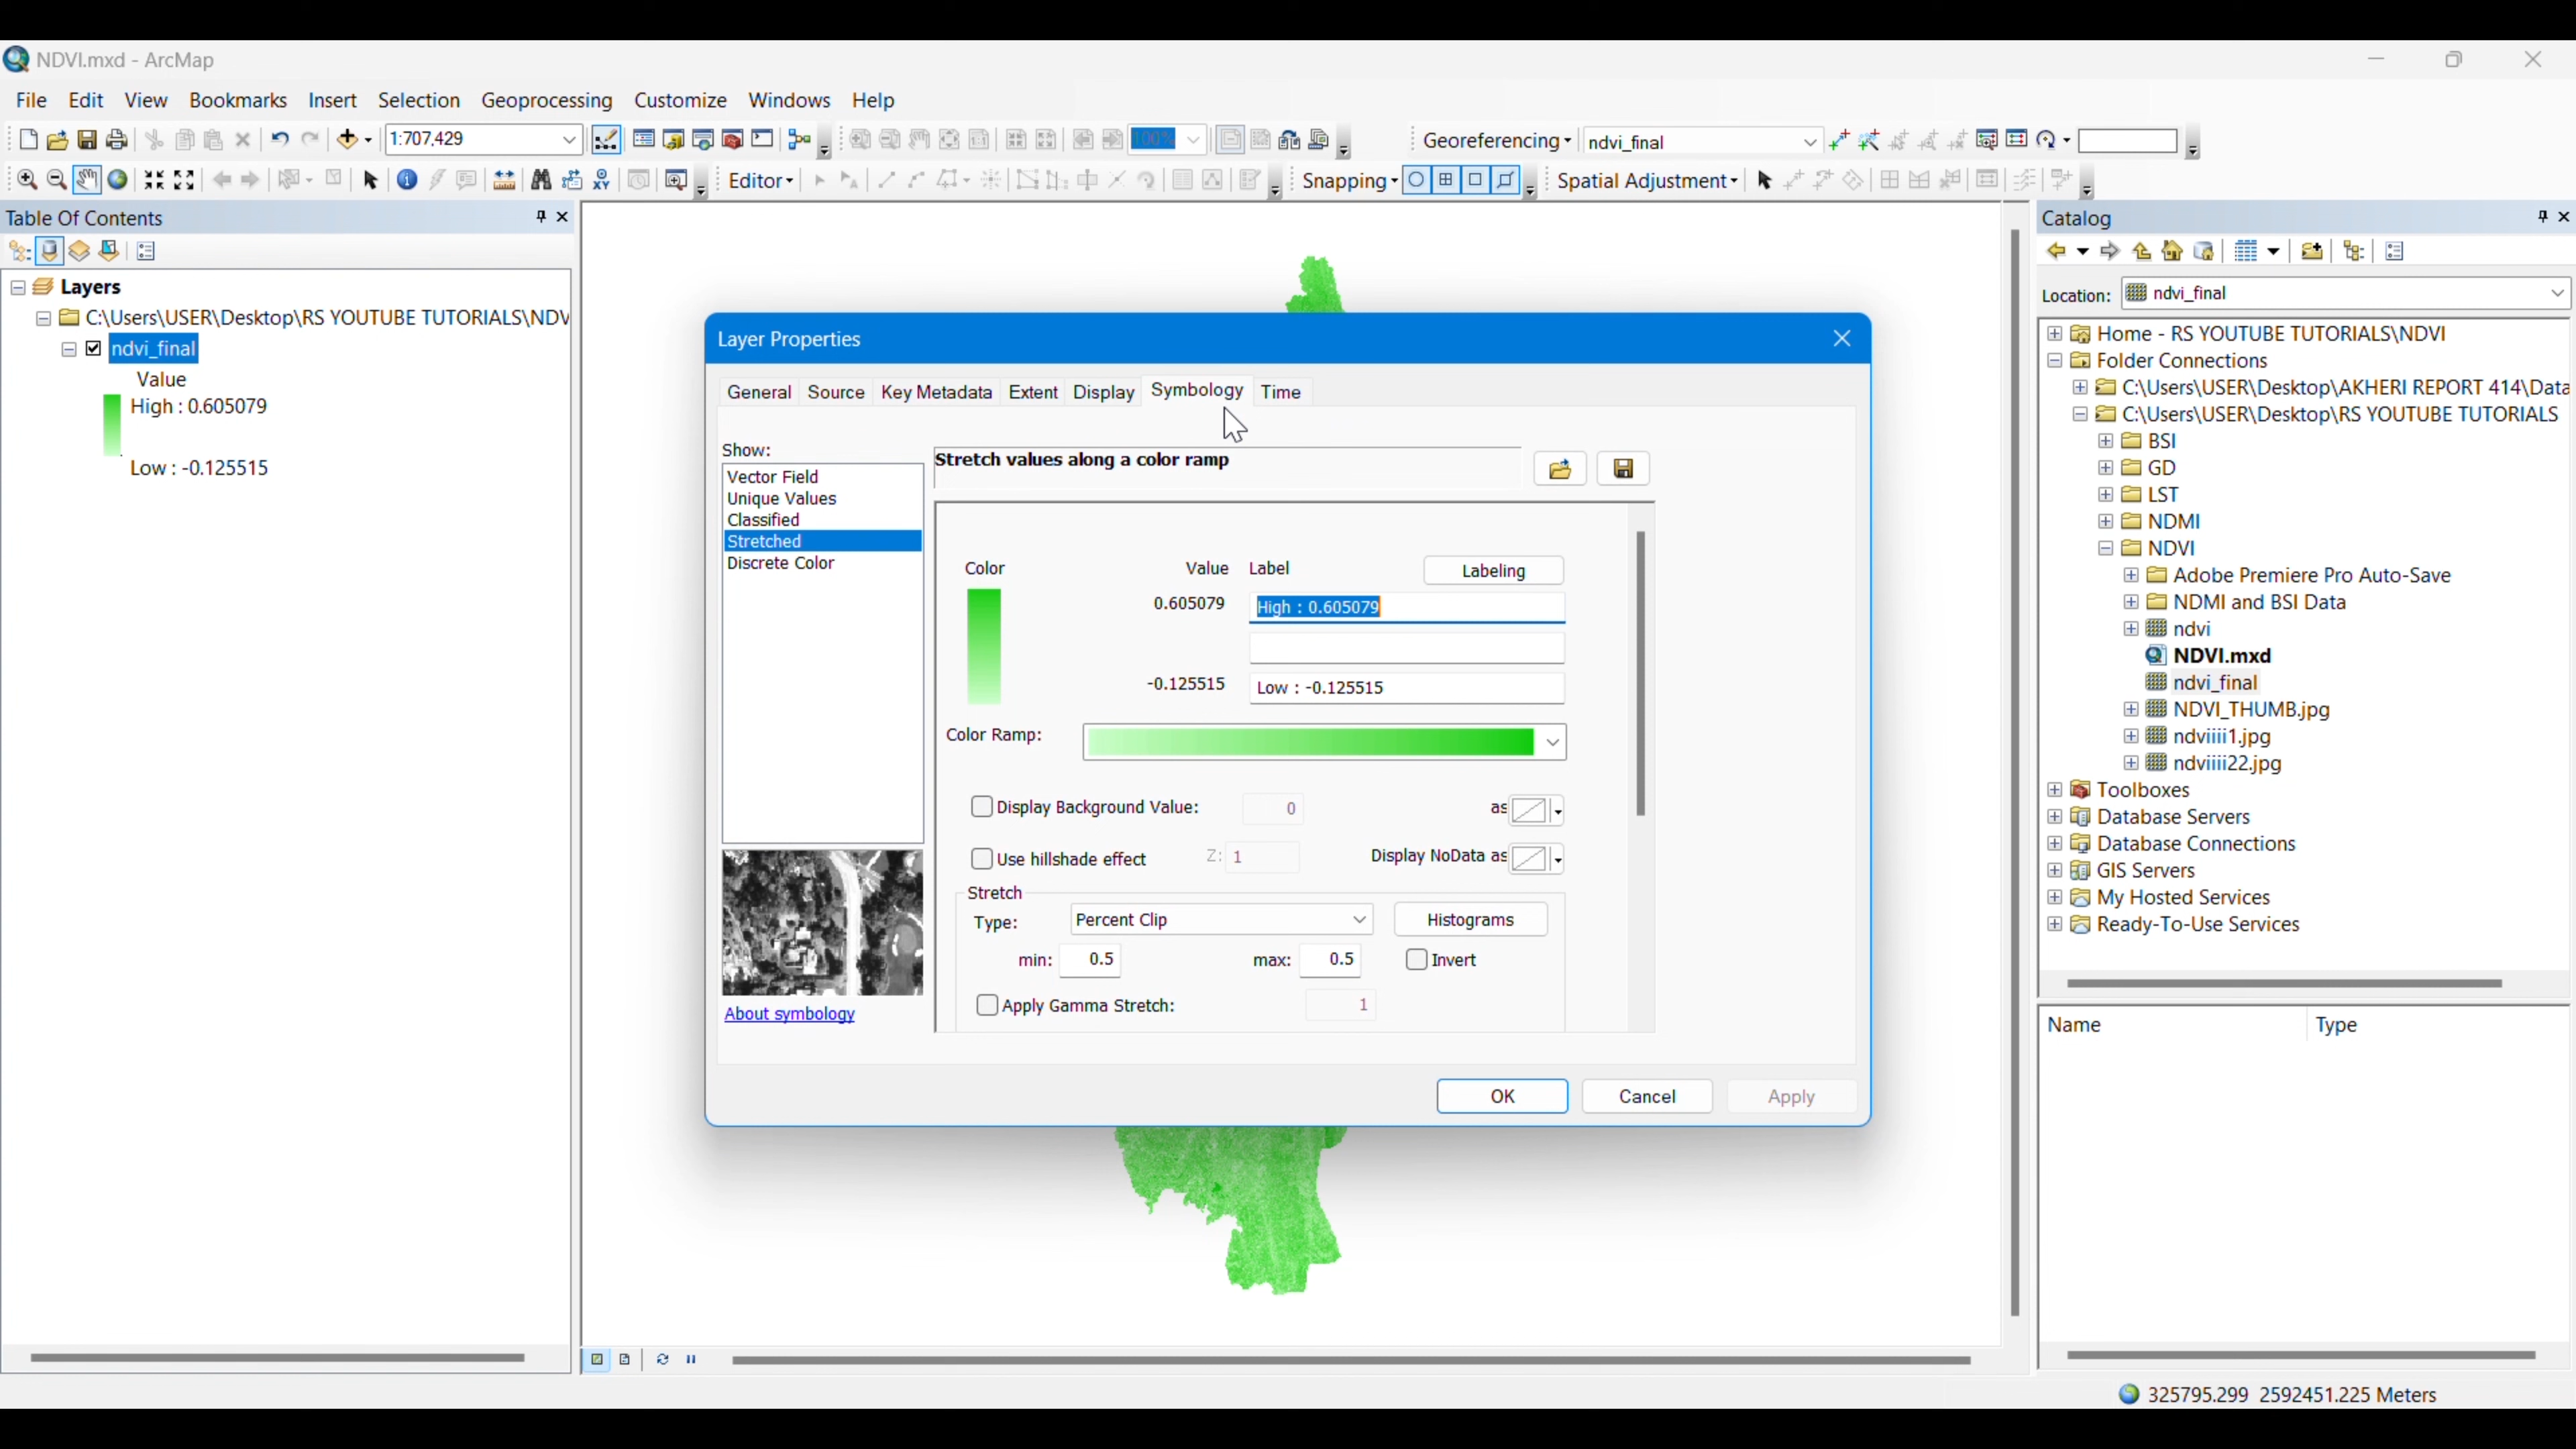 NDVI.mxd - ArcMap
File Edit View Bookmarks Insert Selection Geoprocessing Customize Windows Help
1:707,429 100% Georeferencing ndvi_final
Editor Snapping Spatial Adjustment
Table Of Contents
Layers
C:\Users\USER\Desktop\RS YOUTUBE TUTORIALS\NDV
ndvi_final
Value
High : 0.605079
Low : -0.125515
Layer Properties
General Source Key Metadata Extent Display Symbology Time
Show:
Vector Field
Unique Values
Classified
Stretched
Discrete Color
About symbology
Stretch values along a color ramp
Color Value Label Labeling
0.605079 High : 0.605079
-0.125515 Low : -0.125515
Color Ramp:
Display Background Value: 0 as
Use hillshade effect Z: 1 Display NoData as
Stretch
Type: Percent Clip Histograms
min: 0.5 max: 0.5 Invert
Apply Gamma Stretch: 1
OK Cancel Apply
Catalog
Location: ndvi_final
Home - RS YOUTUBE TUTORIALS\NDVI
Folder Connections
C:\Users\USER\Desktop\AKHERI REPORT 414\Data
C:\Users\USER\Desktop\RS YOUTUBE TUTORIALS
BSI
GD
LST
NDMI
NDVI
Adobe Premiere Pro Auto-Save
NDMI and BSI Data
ndvi
NDVI.mxd
ndvi_final
NDVI_THUMB.jpg
ndviiii1.jpg
ndviiii22.jpg
Toolboxes
Database Servers
Database Connections
GIS Servers
My Hosted Services
Ready-To-Use Services
Name Type
325795.299 2592451.225 Meters